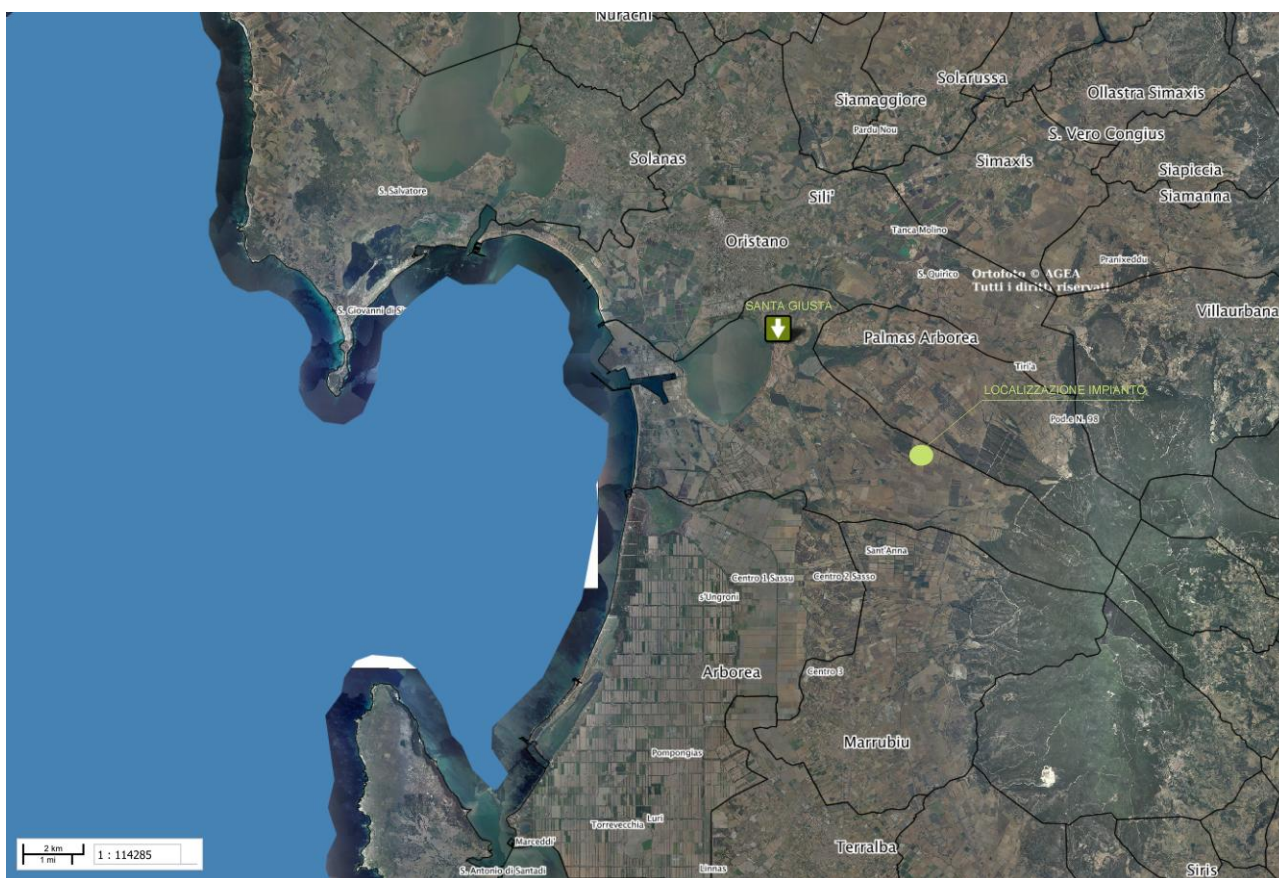 Nurachi
Solarussa
Ollastra Simaxis
Siamaggiore
Pardu Nou
S. Vero Congius
Solanas
Simaxis
Siapiccia
S. Salvatore
Sili'
Siamanna
Tanca Molino
Oristano
Pranixeddu
S. Quirico
Ortofoto © AGEA
Tutti i diritti riservati
SANTA GIUSTA
S. Giovanni di S'
Villaurbana
Palmas Arborea
Tiria
LOCALIZZAZIONE IMPIANTO
Pod.e N. 98
Sant'Anna
Centro 1 Sassu
Centro 2 Sasso
s'Ungroni
Arborea
Centro 3
Marrubiu
Pompongias
Luri
Torrevecchia
Marceddi'
Terralba
2 km
1 mi
1 : 114285
S. Antonio di Santadi
Linnas
Siris